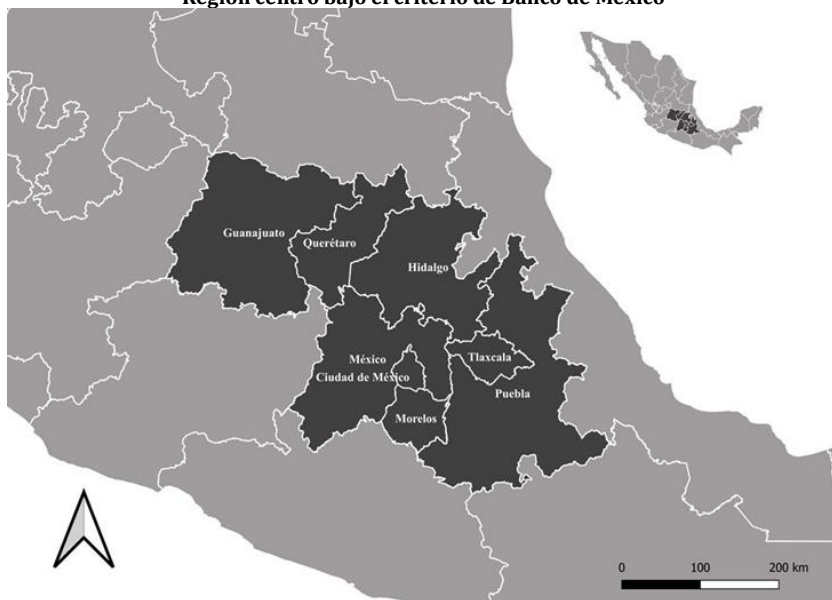 Región centro bajo el criterio de Banco de México
Guanajuato
Querétaro
Hidalgo
México
Tlaxcala
Ciudad de México
Puebla
Morelos
0 100 200 km